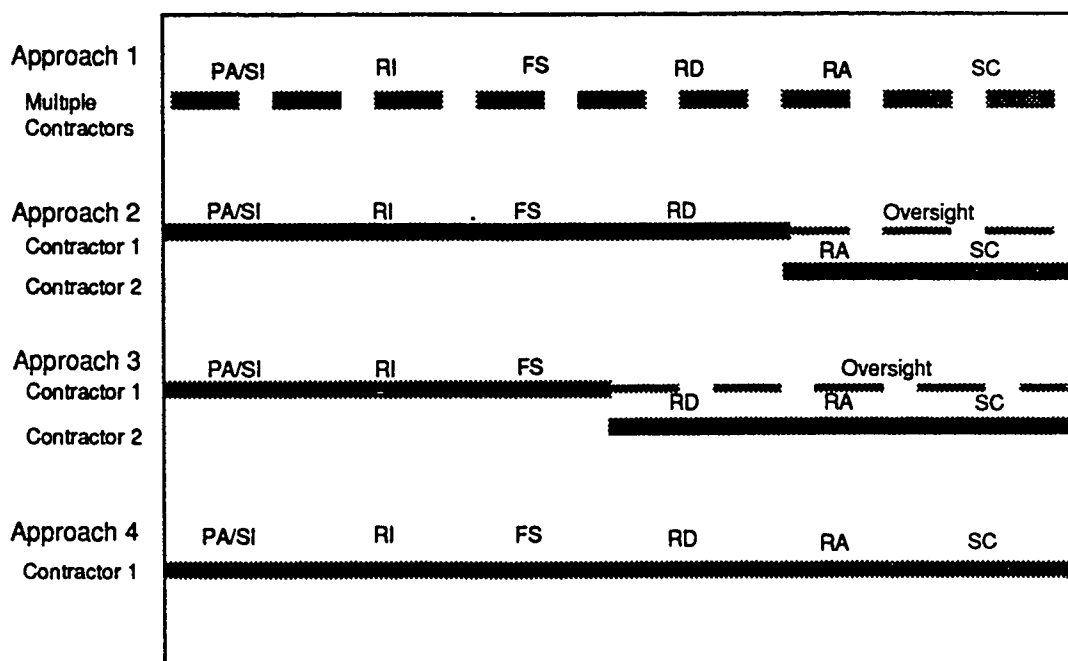 Approach 1
PA/SI RI FS RD RA SC
Multiple
Contractors
Approach 2
PA/SI RI FS RD Oversight
Contractor 1
RA SC
Contractor 2
Approach 3
PA/SI RI FS Oversight
Contractor 1
RD RA SC
Contractor 2
Approach 4
PA/SI RI FS RD RA SC
Contractor 1